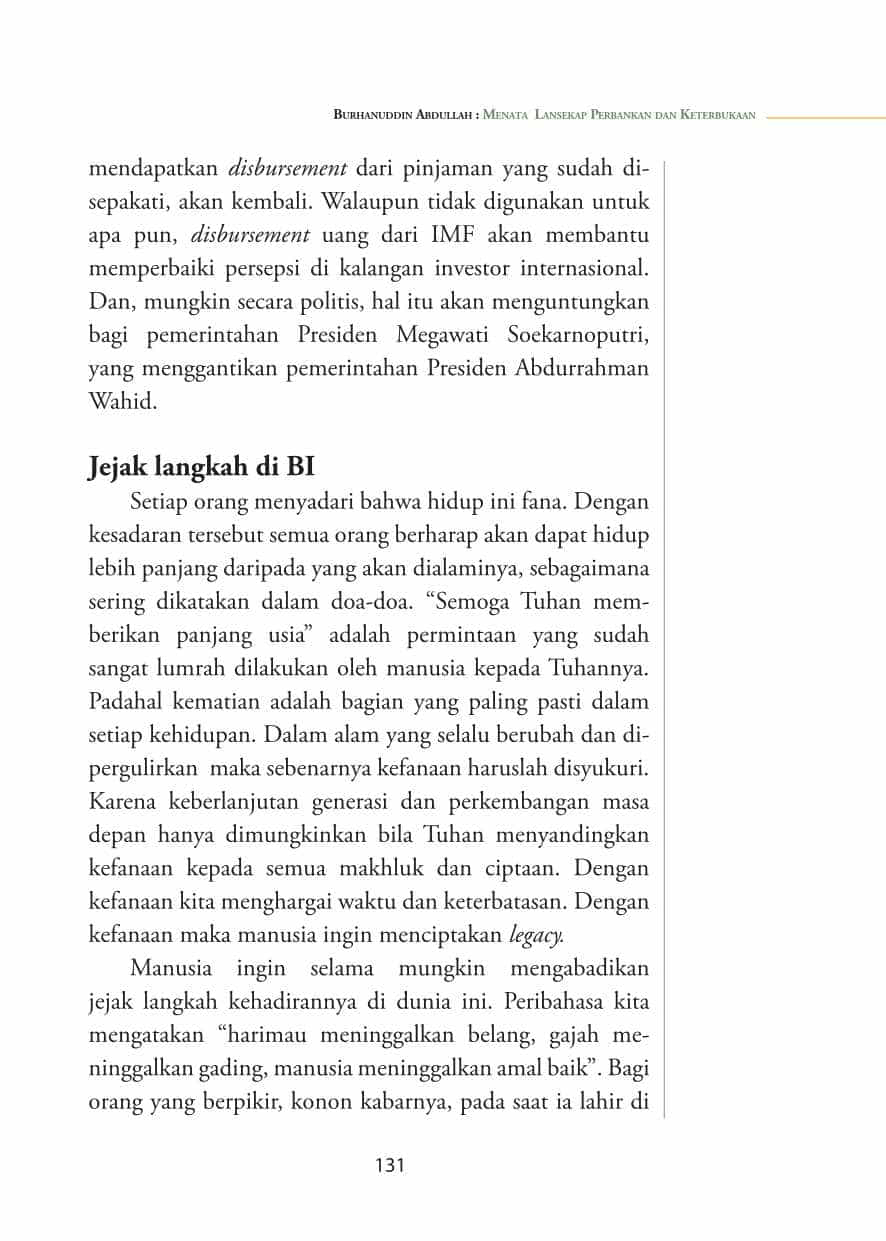 Burhanuddin Abdullah : Menata Lansekap Perbankan dan Keterbukaan
mendapatkan disbursement dari pinjaman yang sudah di-
sepakati, akan kembali. Walaupun tidak digunakan untuk
apa pun, disbursement uang dari IMF akan membantu
memperbaiki persepsi di kalangan investor internasional.
Dan, mungkin secara politis, hal itu akan menguntungkan
bagi pemerintahan Presiden Megawati Soekarnoputri,
yang menggantikan pemerintahan Presiden Abdurrahman
Wahid.
Jejak langkah di BI
Setiap orang menyadari bahwa hidup ini fana. Dengan
kesadaran tersebut semua orang berharap akan dapat hidup
lebih panjang daripada yang akan dialaminya, sebagaimana
sering dikatakan dalam doa-doa. “Semoga Tuhan mem-
berikan panjang usia” adalah permintaan yang sudah
sangat lumrah dilakukan oleh manusia kepada Tuhannya.
Padahal kematian adalah bagian yang paling pasti dalam
setiap kehidupan. Dalam alam yang selalu berubah dan di-
pergulirkan maka sebenarnya kefanaan haruslah disyukuri.
Karena keberlanjutan generasi dan perkembangan masa
depan hanya dimungkinkan bila Tuhan menyandingkan
kefanaan kepada semua makhluk dan ciptaan. Dengan
kefanaan kita menghargai waktu dan keterbatasan. Dengan
kefanaan maka manusia ingin menciptakan legacy.
Manusia ingin selama mungkin mengabadikan
jejak langkah kehadirannya di dunia ini. Peribahasa kita
mengatakan “harimau meninggalkan belang, gajah me-
ninggalkan gading, manusia meninggalkan amal baik”. Bagi
orang yang berpikir, konon kabarnya, pada saat ia lahir di
131